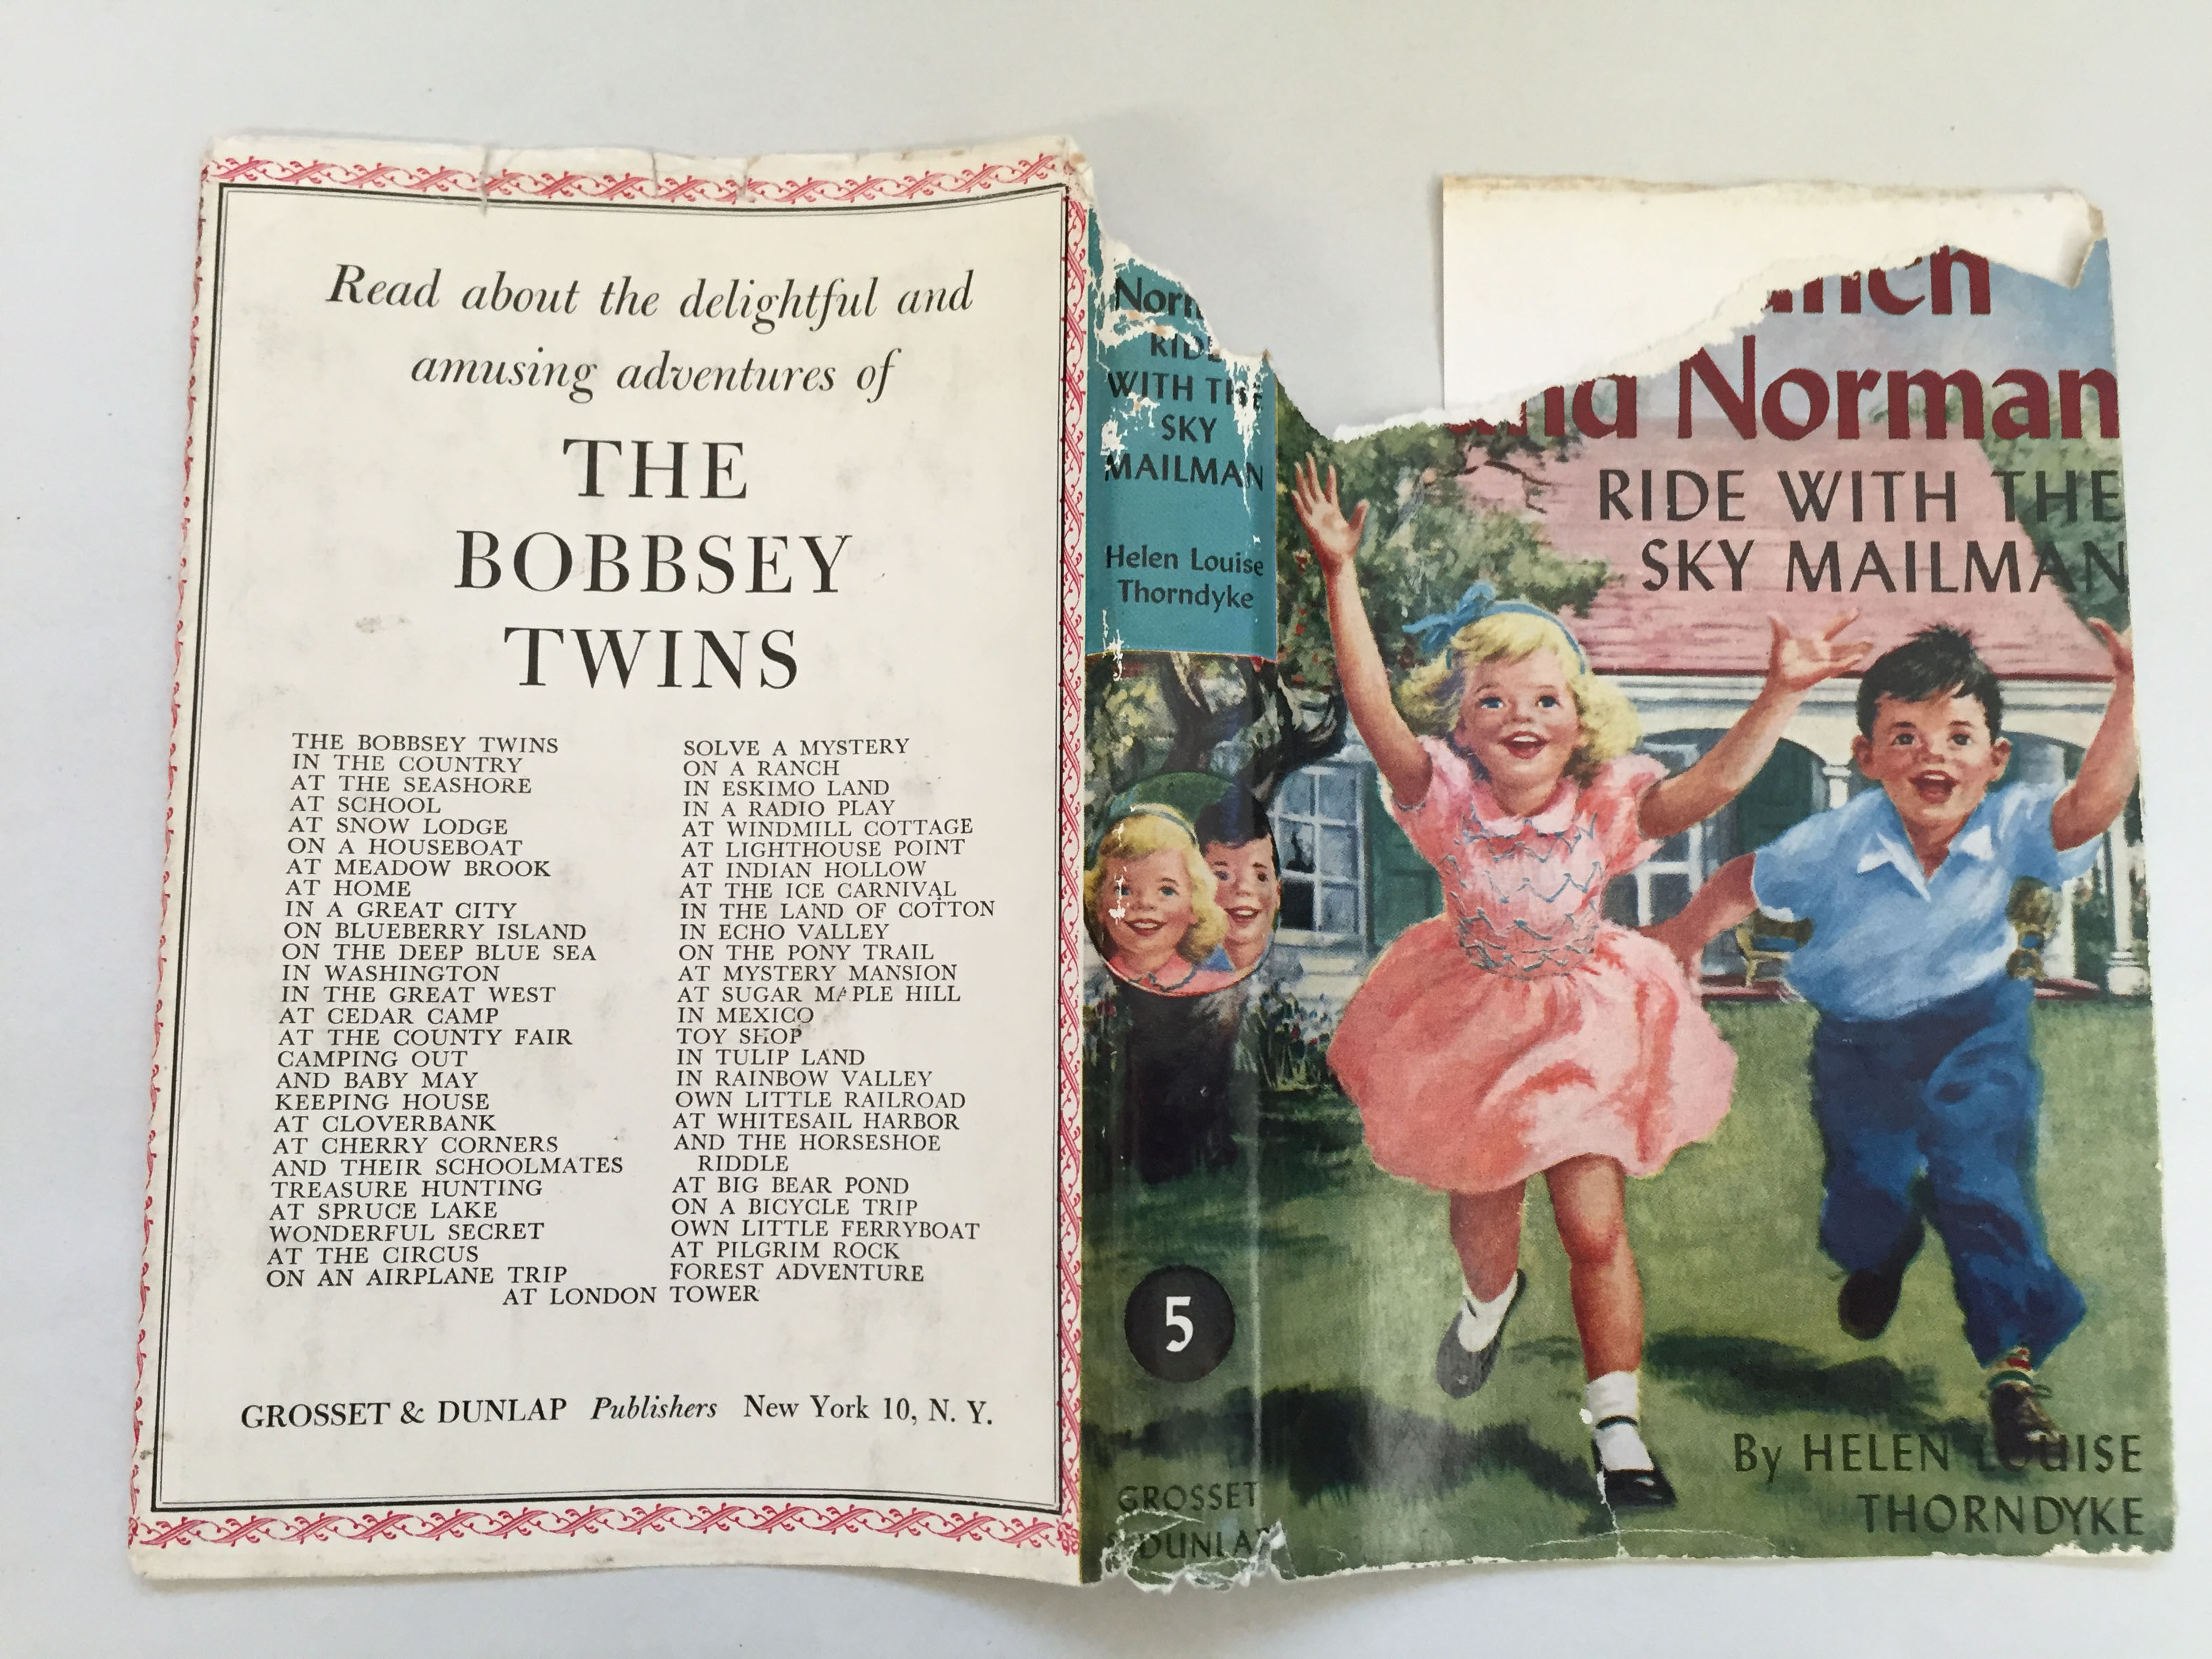 Read about the delightful and
amusing adventures of
THE
BOBBSEY
TWINS
THE BOBBSEY TWINS
IN THE COUNTRY
AT THE SEASHORE
AT SCHOOL
AT SNOW LODGE
ON A HOUSEBOAT
AT MEADOW BROOK
AT HOME
IN A GREAT CITY
ON BLUEBERRY ISLAND
ON THE DEEP BLUE SEA
IN WASHINGTON
IN THE GREAT WEST
AT CEDAR CAMP
AT THE COUNTY FAIR
CAMPING OUT
AND BABY MAY
KEEPING HOUSE
AT CLOVERBANK
AT CHERRY CORNERS
AND THEIR SCHOOLMATES
TREASURE HUNTING
AT SPRUCE LAKE
WONDERFUL SECRET
AT THE CIRCUS
ON AN AIRPLANE TRIP
SOLVE A MYSTERY
ON A RANCH
IN ESKIMO LAND
IN A RADIO PLAY
AT WINDMILL COTTAGE
AT LIGHTHOUSE POINT
AT INDIAN HOLLOW
AT THE ICE CARNIVAL
IN THE LAND OF COTTON
IN ECHO VALLEY
ON THE PONY TRAIL
AT MYSTERY MANSION
AT SUGAR MAPLE HILL
IN MEXICO
TOY SHOP
IN TULIP LAND
IN RAINBOW VALLEY
OWN LITTLE RAILROAD
AT WHITESAIL HARBOR
AND THE HORSESHOE
RIDDLE
AT BIG BEAR POND
ON A BICYCLE TRIP
OWN LITTLE FERRYBOAT
AT PILGRIM ROCK
FOREST ADVENTURE
AT LONDON TOWER
GROSSET & DUNLAP Publishers New York 10, N. Y.
Nor
RIDE
WITH THE
SKY
MAILMAN
Helen Louise
Thorndyke
5
GROSSET
& DUNLAP
and Norman
RIDE WITH THE
SKY MAILMAN
By HELEN LOUISE
THORNDYKE